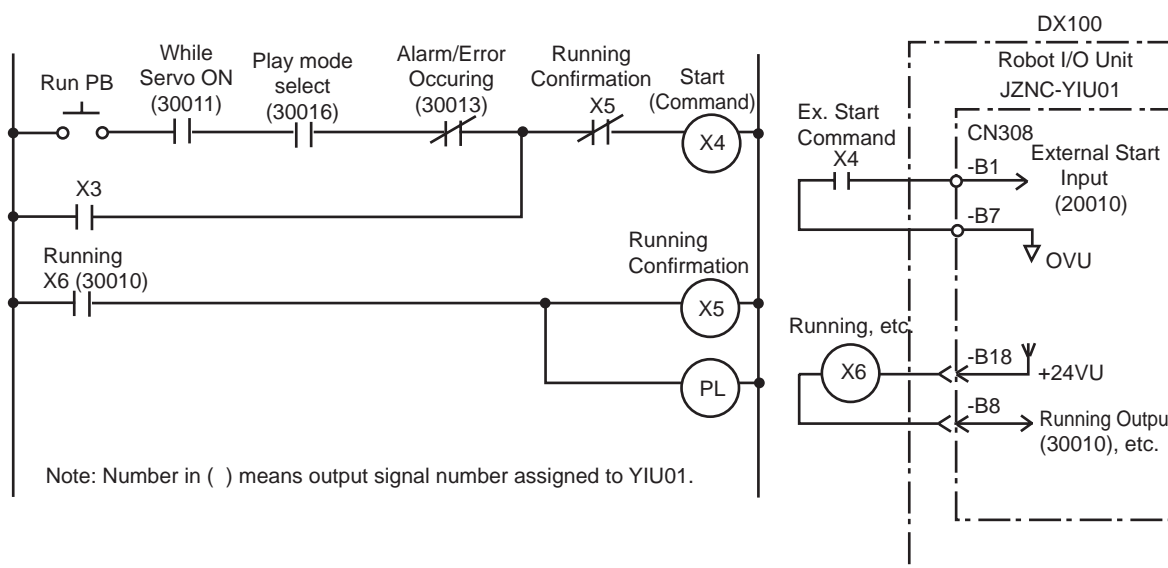 DX100
Robot I/O Unit
JZNC-YIU01
Run PB
While
Servo ON
(30011)
Play mode
select
(30016)
Alarm/Error
Occuring
(30013)
Running
Confirmation
X5
Start
(Command)
X4
X3
Running
X6 (30010)
Running
Confirmation
X5
PL
Note: Number in ( ) means output signal number assigned to YIU01.
Ex. Start
Command
X4
CN308
-B1
External Start
Input
(20010)
-B7
OVU
Running, etc.
X6
-B18
+24VU
-B8
Running Outpu
(30010), etc.